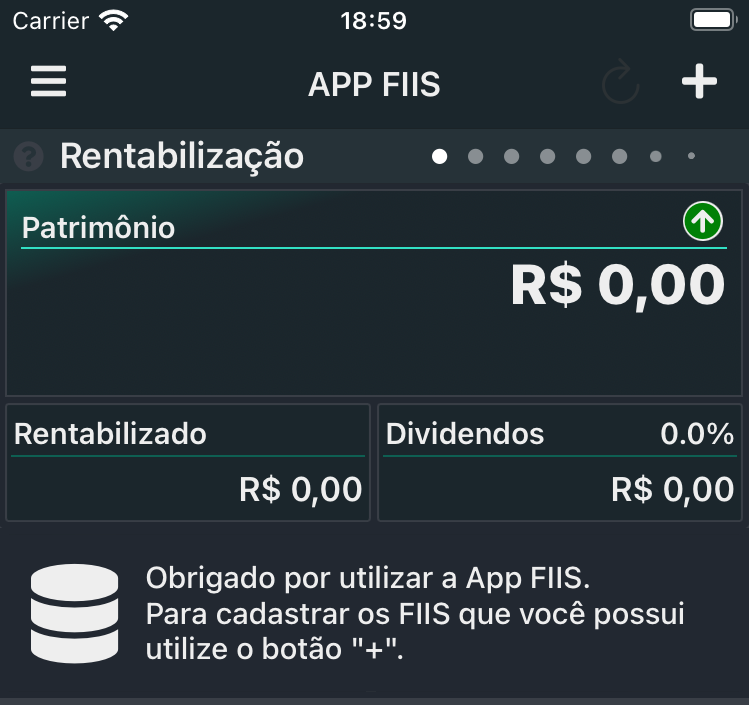 Carrier 18:59
APP FIIS
? Rentabilização
Patrimônio
R$ 0,00
Rentabilizado
R$ 0,00
Dividendos 0.0%
R$ 0,00
Obrigado por utilizar a App FIIS.
Para cadastrar os FIIS que você possui
utilize o botão "+".